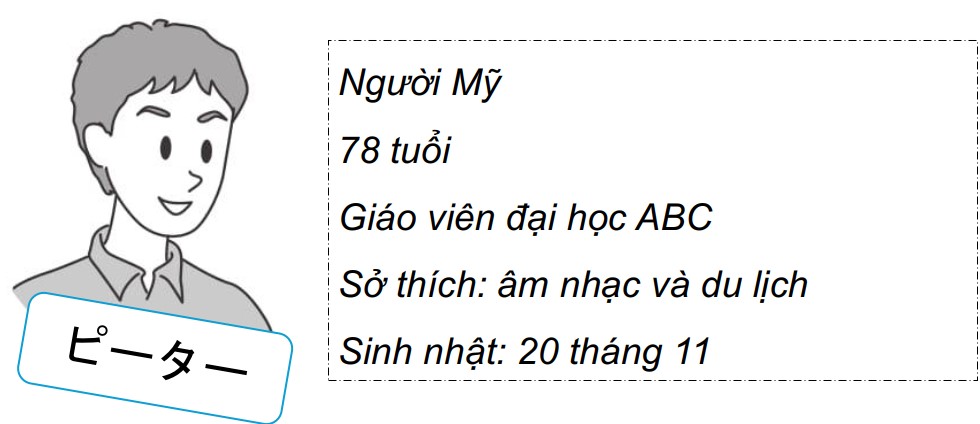 Người Mỹ
78 tuổi
Giáo viên đại học ABC
Sở thích: âm nhạc và du lịch
Sinh nhật: 20 tháng 11
ピーター